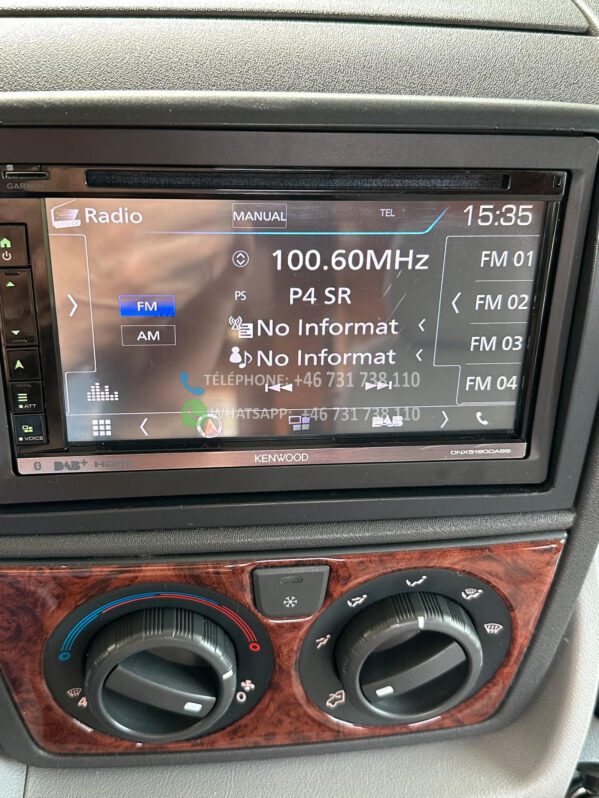 GARMIN
Radio
MANUAL
TEL
15:35
100.60MHz
FM 01
PS
P4 SR
FM 02
FM
No Informat
AM
FM 03
No Informat
FM 04
TÉLÉPHONE: +46 731 738 110
WHATSAPP: +46 731 738 110
DAB
ATT
VOICE
DAB+
HDMI
KENWOOD
DNX5160DABS
4
0